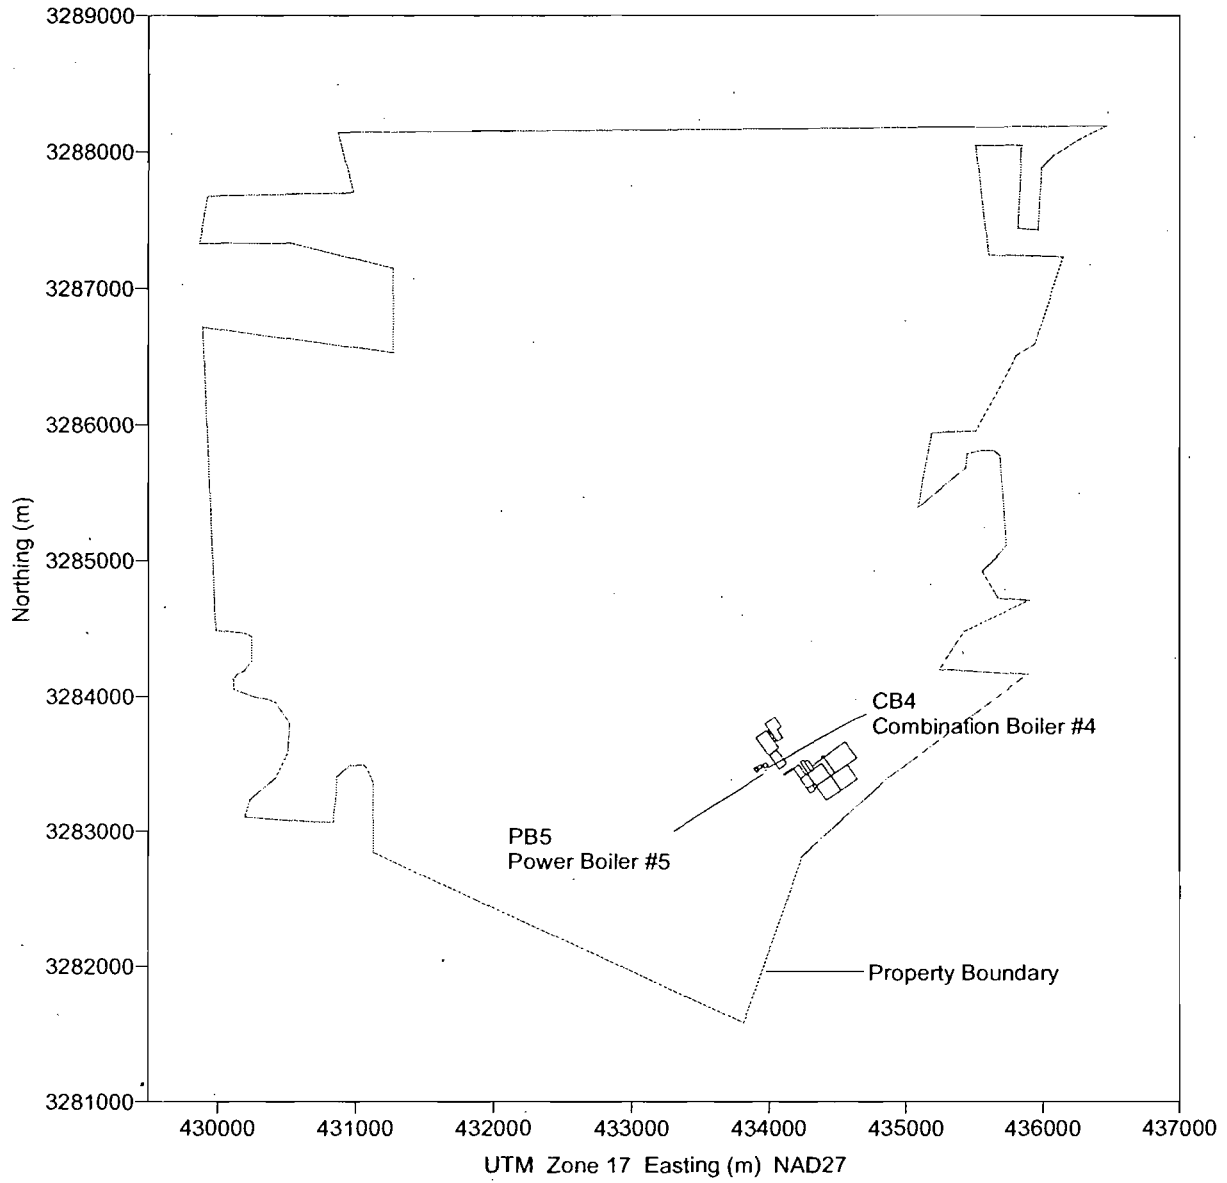 3289000
3288000
3287000
3286000
3285000
3284000
3283000
3282000
3281000
Northing (m)
CB4
Combination Boiler #4
PB5
Power Boiler #5
Property Boundary
430000 431000 432000 433000 434000 435000 436000 437000
UTM Zone 17 Easting (m) NAD27